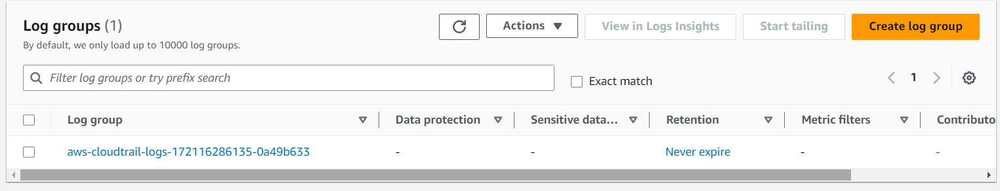 Log groups (1)
By default, we only load up to 10000 log groups.
Actions
View in Logs Insights
Start tailing
Create log group
Filter log groups or try prefix search
Exact match
1
Log group
Data protection
Sensitive data...
Retention
Metric filters
Contributo
aws-cloudtrail-logs-172116286135-0a49b633
-
-
Never expire
-
-